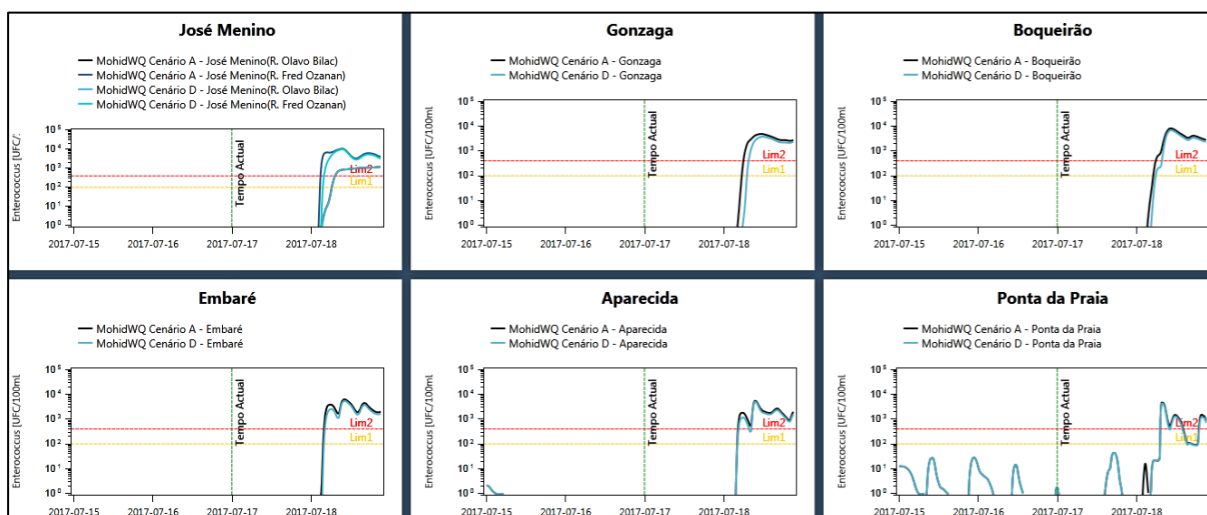 José Menino
MohidWQ Cenário A - José Menino(R. Olavo Bilac)
MohidWQ Cenário A - José Menino(R. Fred Ozanan)
MohidWQ Cenário D - José Menino(R. Olavo Bilac)
MohidWQ Cenário D - José Menino(R. Fred Ozanan)
Enterococcus [UFC/:
10⁵
10⁴
10³
10²
10¹
10⁰
Tempo Actual
Lim2
Lim1
2017-07-15 2017-07-16 2017-07-17 2017-07-18
Gonzaga
MohidWQ Cenário A - Gonzaga
MohidWQ Cenário D - Gonzaga
Enterococcus [UFC/100ml
10⁵
10⁴
10³
10²
10¹
10⁰
Tempo Actual
Lim2
Lim1
2017-07-15 2017-07-16 2017-07-17 2017-07-18
Boqueirão
MohidWQ Cenário A - Boqueirão
MohidWQ Cenário D - Boqueirão
Enterococcus [UFC/100ml
10⁵
10⁴
10³
10²
10¹
10⁰
Tempo Actual
Lim2
Lim1
2017-07-15 2017-07-16 2017-07-17 2017-07-18
Embaré
MohidWQ Cenário A - Embaré
MohidWQ Cenário D - Embaré
Enterococcus [UFC/100ml
10⁵
10⁴
10³
10²
10¹
10⁰
Tempo Actual
Lim2
Lim1
2017-07-15 2017-07-16 2017-07-17 2017-07-18
Aparecida
MohidWQ Cenário A - Aparecida
MohidWQ Cenário D - Aparecida
Enterococcus [UFC/100ml
10⁵
10⁴
10³
10²
10¹
10⁰
Tempo Actual
Lim2
Lim1
2017-07-15 2017-07-16 2017-07-17 2017-07-18
Ponta da Praia
MohidWQ Cenário A - Ponta da Praia
MohidWQ Cenário D - Ponta da Praia
Enterococcus [UFC/100ml
10⁵
10⁴
10³
10²
10¹
10⁰
Tempo Actual
Lim2
Lim1
2017-07-15 2017-07-16 2017-07-17 2017-07-18